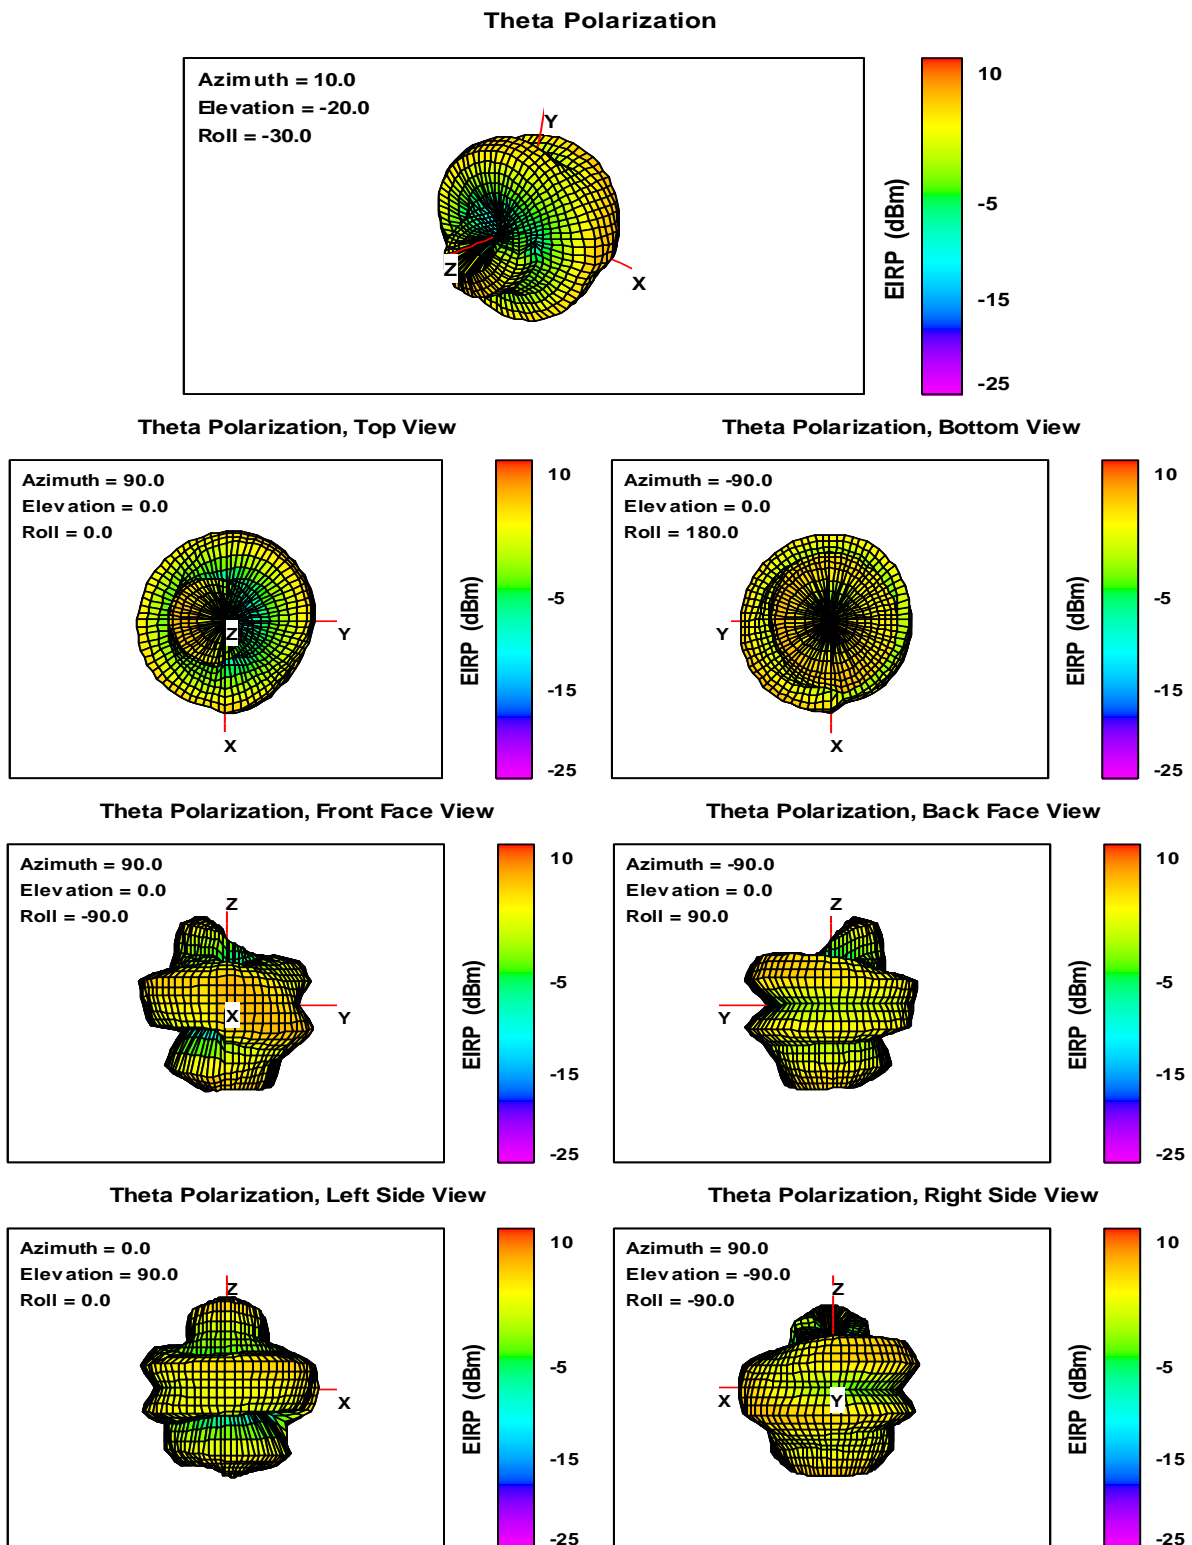 Theta Polarization
Azimuth = 10.0
Elevation = -20.0
Roll = -30.0
Y
Z
X
EIRP (dBm)
10
-5
-15
-25
Theta Polarization, Top View
Azimuth = 90.0
Elevation = 0.0
Roll = 0.0
Z
Y
X
EIRP (dBm)
10
-5
-15
-25
Theta Polarization, Bottom View
Azimuth = -90.0
Elevation = 0.0
Roll = 180.0
Y
X
EIRP (dBm)
10
-5
-15
-25
Theta Polarization, Front Face View
Azimuth = 90.0
Elevation = 0.0
Roll = -90.0
Z
X
Y
EIRP (dBm)
10
-5
-15
-25
Theta Polarization, Back Face View
Azimuth = -90.0
Elevation = 0.0
Roll = 90.0
Z
Y
EIRP (dBm)
10
-5
-15
-25
Theta Polarization, Left Side View
Azimuth = 0.0
Elevation = 90.0
Roll = 0.0
Z
X
EIRP (dBm)
10
-5
-15
-25
Theta Polarization, Right Side View
Azimuth = 90.0
Elevation = -90.0
Roll = -90.0
Z
X
Y
EIRP (dBm)
10
-5
-15
-25